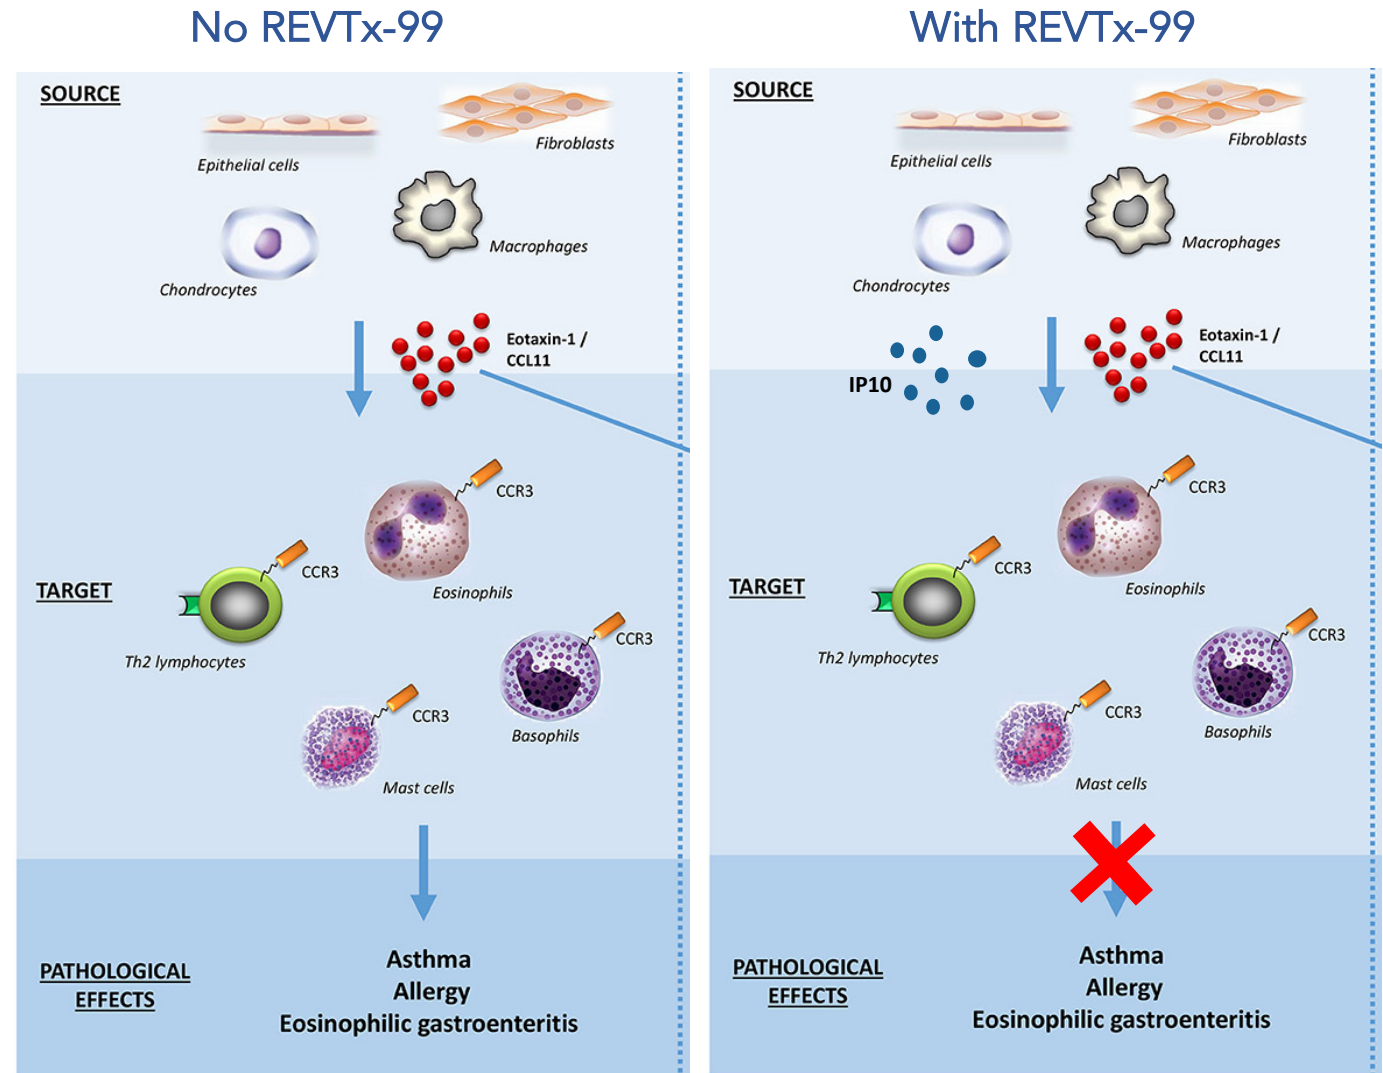 No REVTx-99
SOURCE
Epithelial cells
Fibroblasts
Macrophages
Chondrocytes
Eotaxin-1 /
CCL11
CCR3
Eosinophils
CCR3
TARGET
Th2 lymphocytes
CCR3
Basophils
CCR3
Mast cells
PATHOLOGICAL
EFFECTS
Asthma
Allergy
Eosinophilic gastroenteritis
With REVTx-99
SOURCE
Epithelial cells
Fibroblasts
Macrophages
Chondrocytes
IP10
Eotaxin-1 /
CCL11
CCR3
Eosinophils
CCR3
TARGET
Th2 lymphocytes
CCR3
Basophils
CCR3
Mast cells
PATHOLOGICAL
EFFECTS
Asthma
Allergy
Eosinophilic gastroenteritis